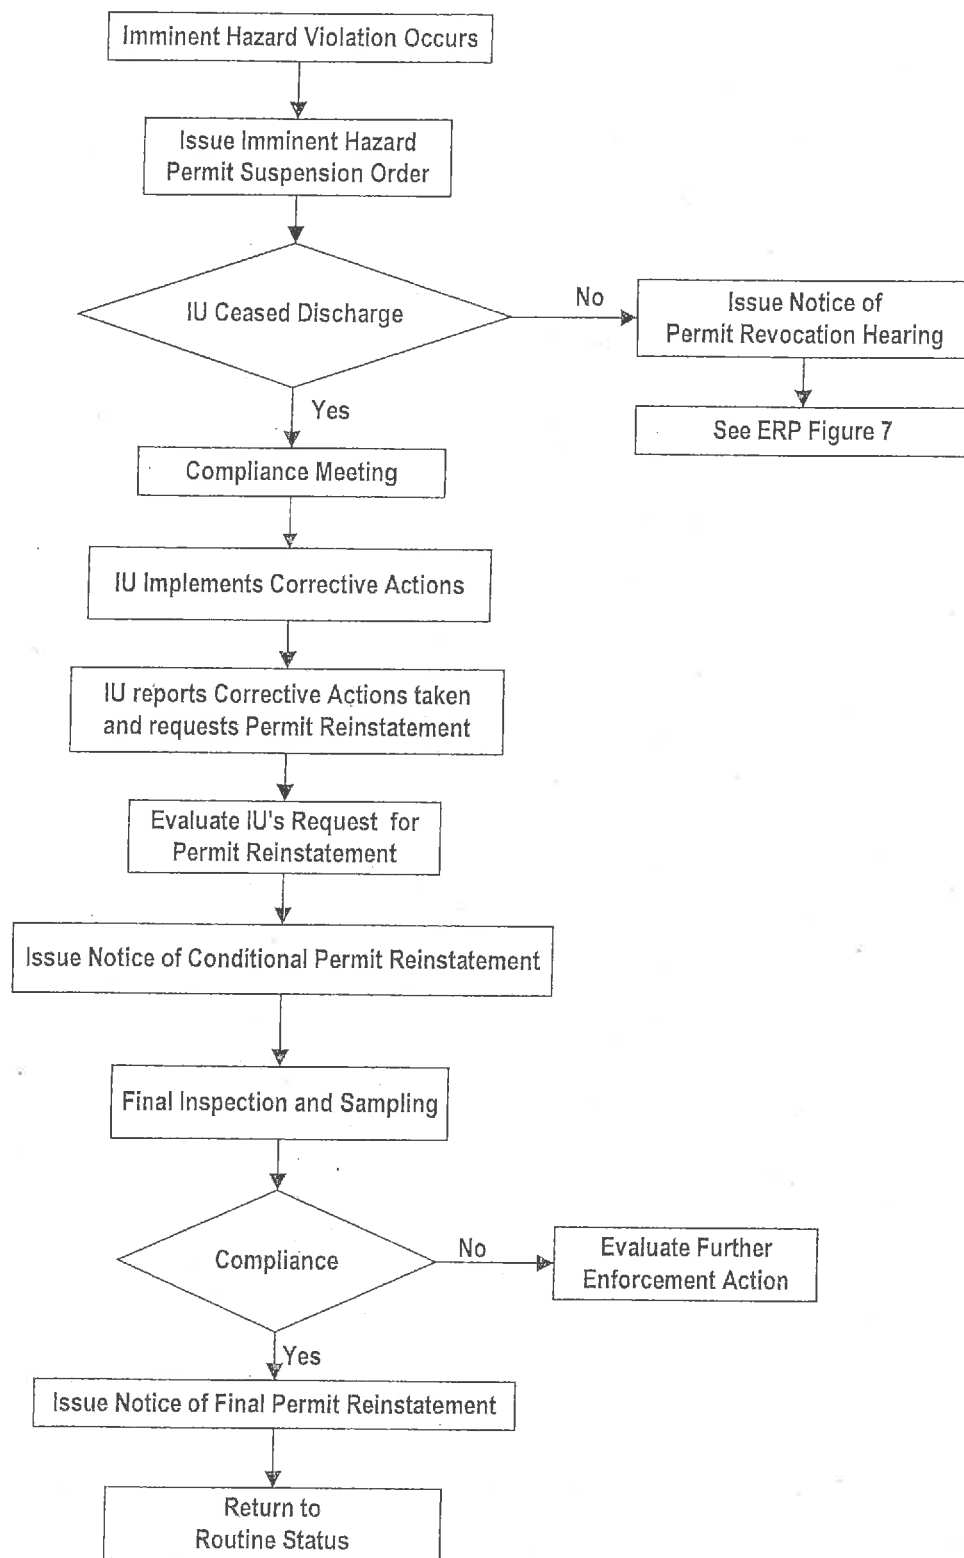 Imminent Hazard Violation Occurs
Issue Imminent Hazard
Permit Suspension Order
IU Ceased Discharge
No
Issue Notice of
Permit Revocation Hearing
See ERP Figure 7
Yes
Compliance Meeting
IU Implements Corrective Actions
IU reports Corrective Actions taken
and requests Permit Reinstatement
Evaluate IU's Request for
Permit Reinstatement
Issue Notice of Conditional Permit Reinstatement
Final Inspection and Sampling
Compliance
No
Evaluate Further
Enforcement Action
Yes
Issue Notice of Final Permit Reinstatement
Return to
Routine Status